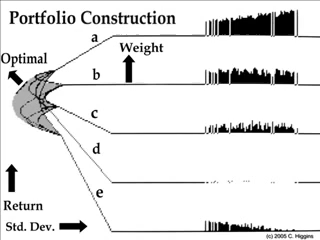 Portfolio Construction
a
Weight
Optimal
b
c
d
e
Return
Std. Dev.
(c) 2005 C. Higgins